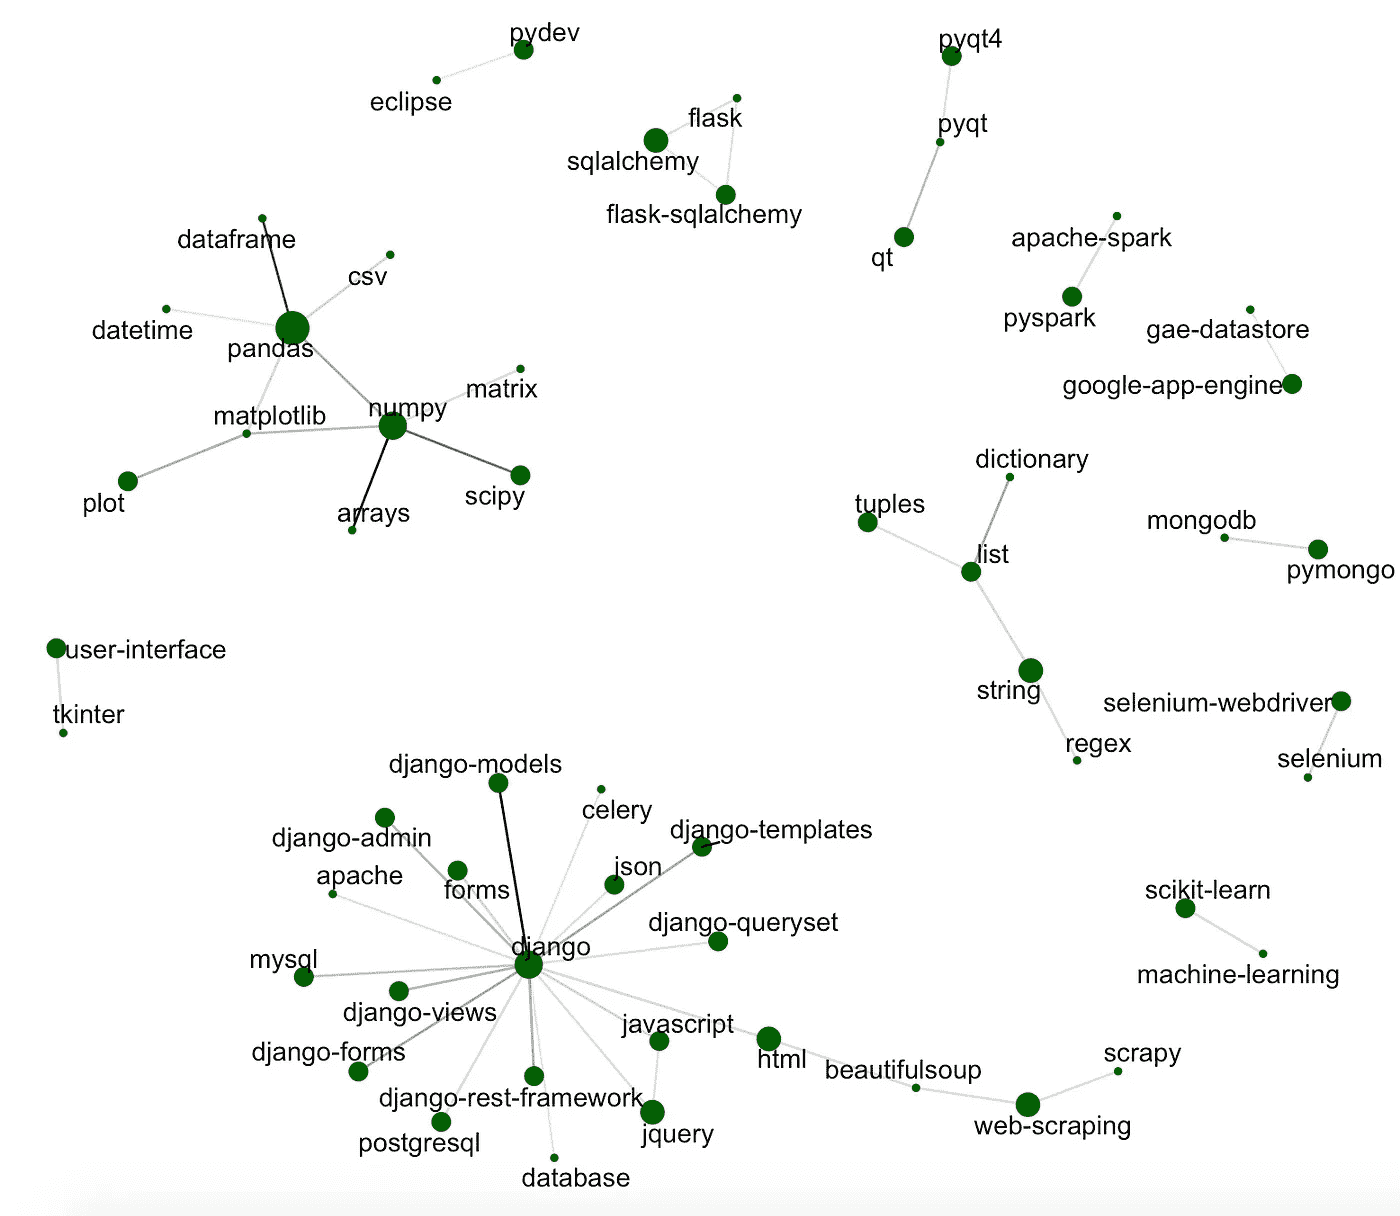 pydev
pyqt4
eclipse
flask
pyqt
sqlalchemy
flask-sqlalchemy
dataframe
apache-spark
qt
csv
pyspark
datetime
gae-datastore
pandas
google-app-engine
matrix
numpy
matplotlib
dictionary
scipy
plot
tuples
arrays
mongodb
list
pymongo
user-interface
string
selenium-webdriver
tkinter
regex
selenium
django-models
celery
django-templates
django-admin
json
apache
forms
scikit-learn
django-queryset
django
mysql
machine-learning
django-views
javascript
django-forms
html
scrapy
beautifulsoup
django-rest-framework
web-scraping
jquery
postgresql
database